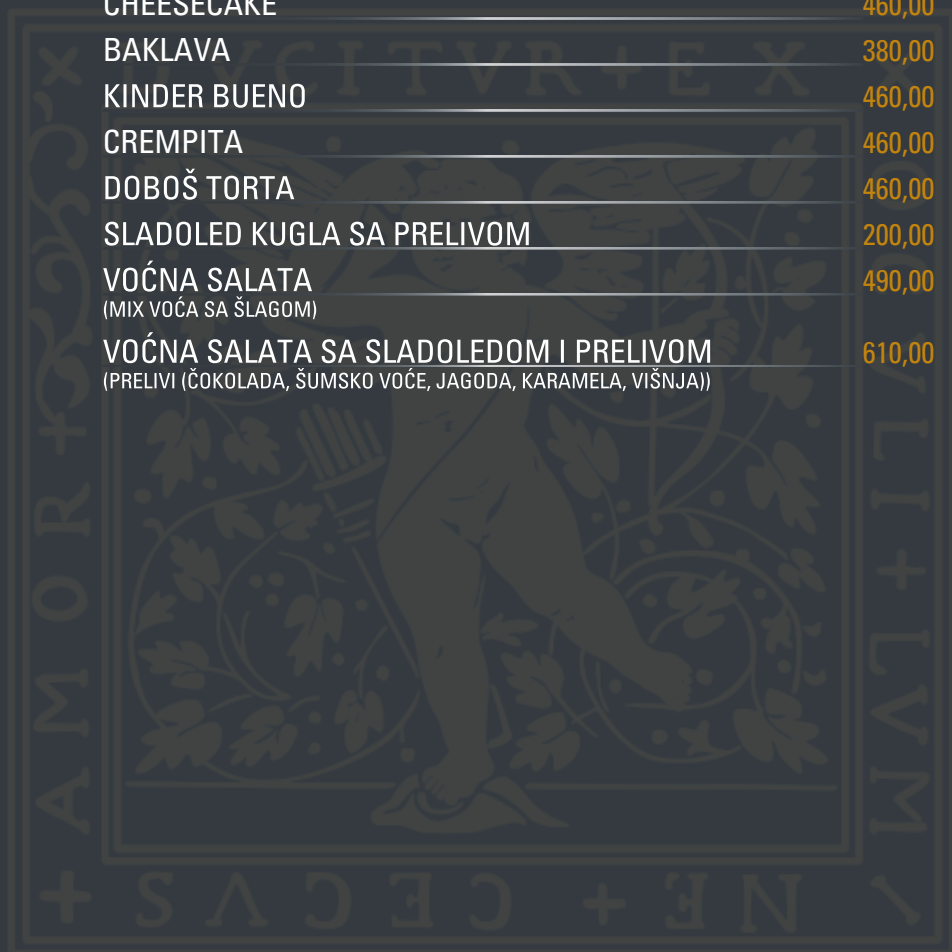 CHEESECAKE 460,00
BAKLAVA 380,00
KINDER BUENO 460,00
CREMPITA 460,00
DOBOŠ TORTA 460,00
SLADOLED KUGLA SA PRELIVOM 200,00
VOĆNA SALATA 490,00
(MIX VOĆA SA ŠLAGOM)
VOĆNA SALATA SA SLADOLEDOM I PRELIVOM 610,00
(PRELIVI (ČOKOLADA, ŠUMSKO VOĆE, JAGODA, KARAMELA, VIŠNJA))
AMOR +